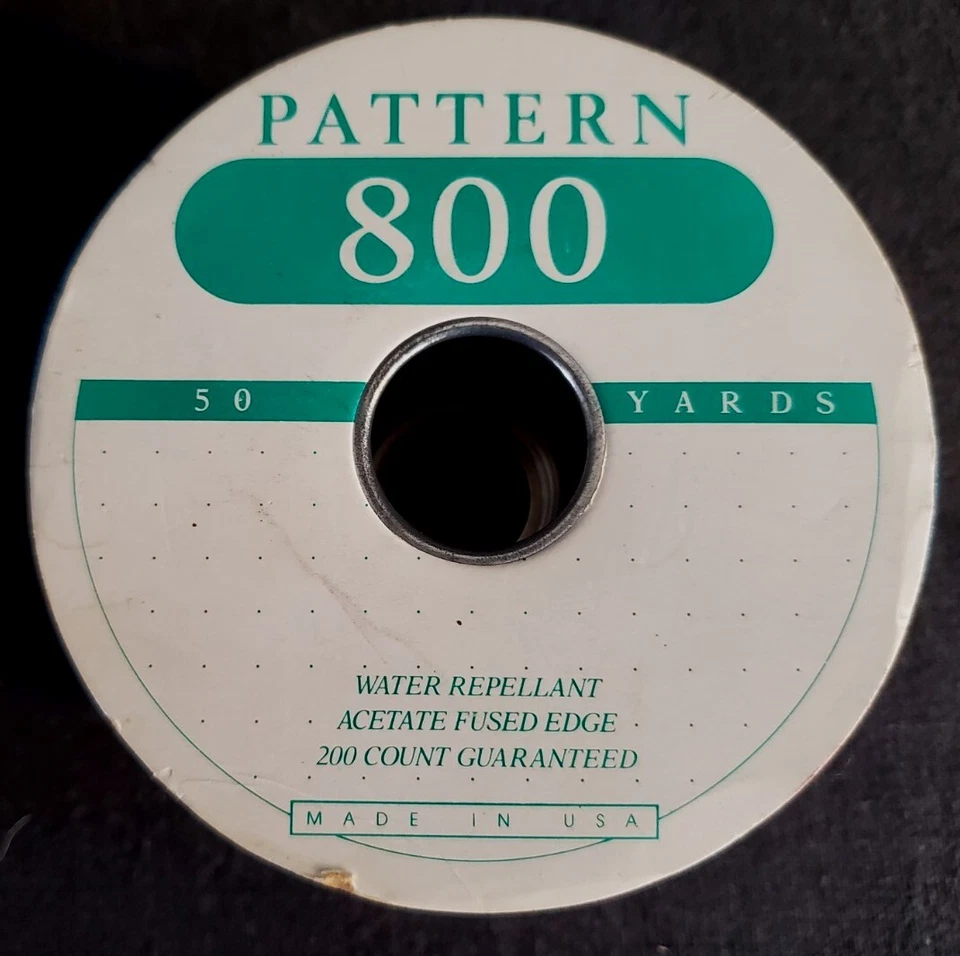 PATTERN
800
50 YARDS
WATER REPELLANT
ACETATE FUSED EDGE
200 COUNT GUARANTEED
MADE IN USA